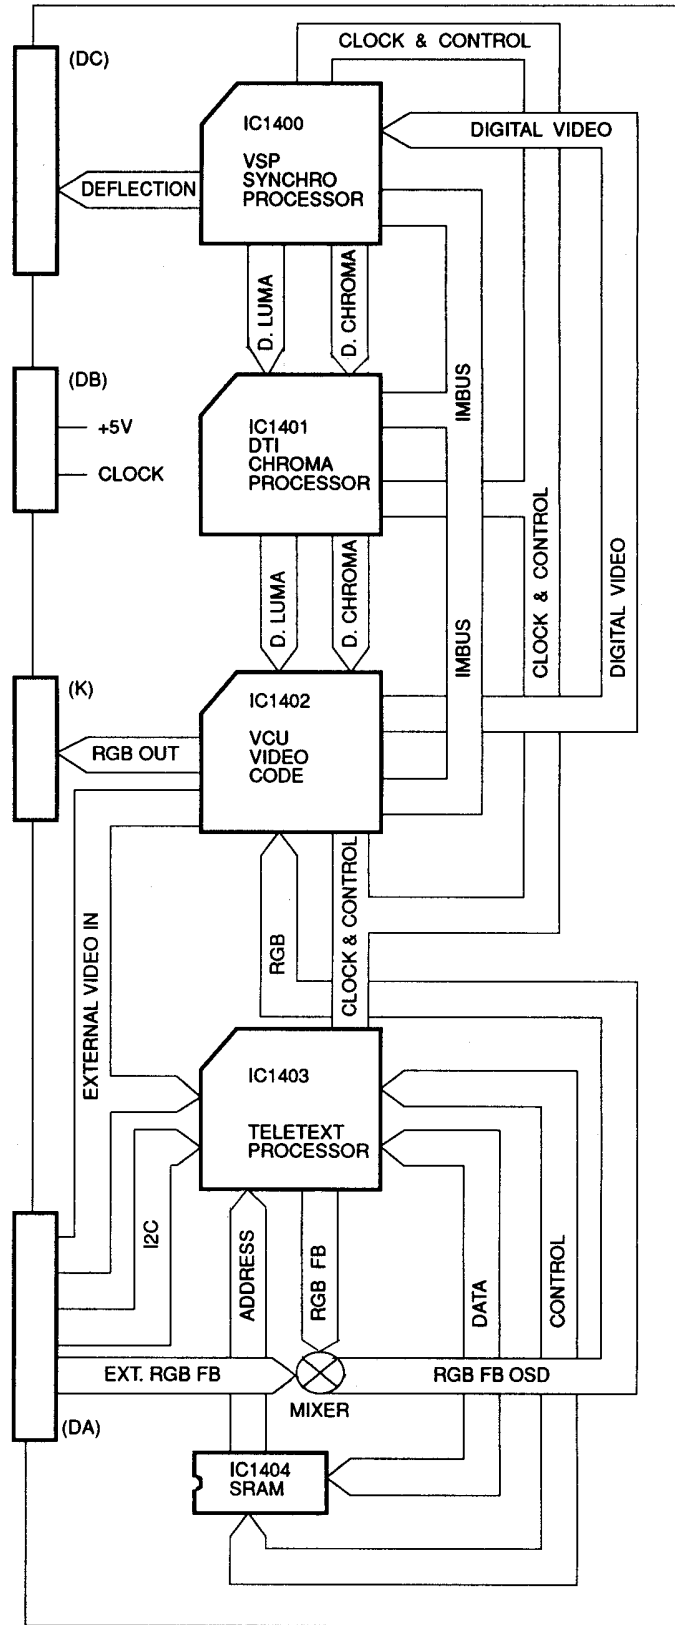 CLOCK & CONTROL
(DC)
IC1400
VSP
SYNCHRO
PROCESSOR
DIGITAL VIDEO
DEFLECTION
D. LUMA
D. CHROMA
IMBUS
(DB)
+5V
CLOCK
IC1401
DTI
CHROMA
PROCESSOR
CLOCK & CONTROL
DIGITAL VIDEO
D. LUMA
D. CHROMA
IMBUS
(K)
IC1402
VCU
VIDEO
CODE
RGB OUT
EXTERNAL VIDEO IN
RGB
CLOCK & CONTROL
IC1403
TELETEXT
PROCESSOR
I2C
ADDRESS
RGB FB
DATA
CONTROL
EXT. RGB FB
RGB FB OSD
MIXER
(DA)
IC1404
SRAM